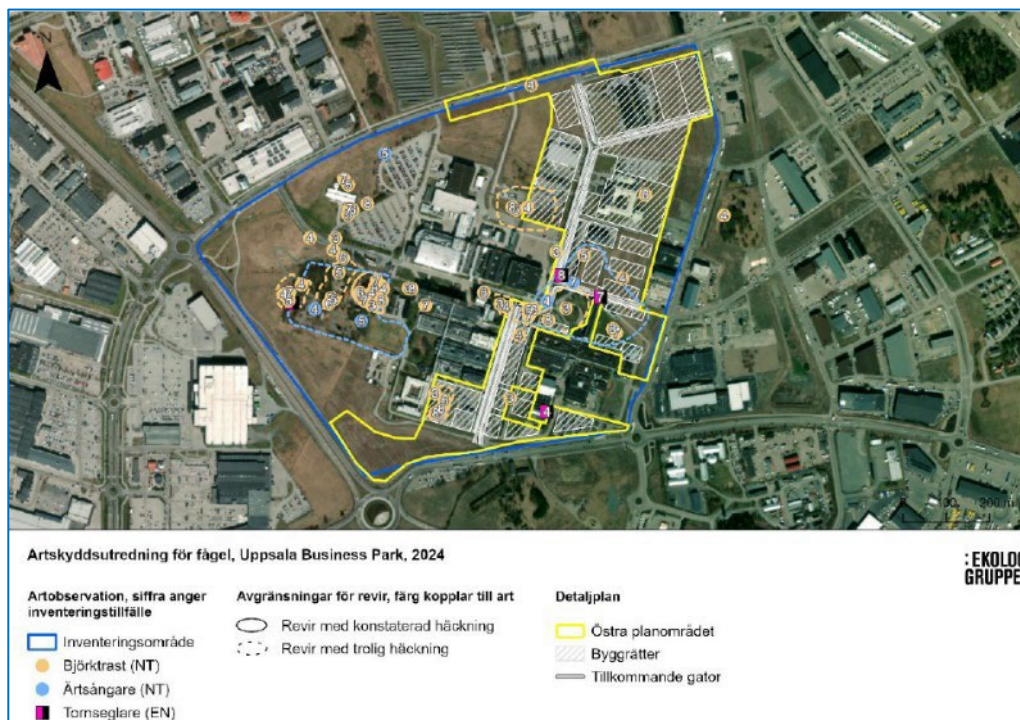 Artskyddsutredning för fågel, Uppsala Business Park, 2024
:EKOLO
GRUPPE
Artobservation, siffra anger
inventeringstillfälle
Inventeringsområde
Björktrast (NT)
Ärtsångare (NT)
Tornseglare (EN)
Avgränsningar för revir, färg kopplar till art
Revir med konstaterad häckning
Revir med trolig häckning
Detaljplan
Östra planområdet
Byggrätter
Tillkommande gator